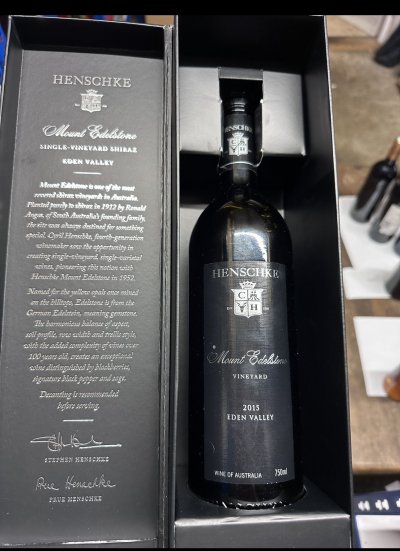 HENSCHKE
Mount Edelstone
SINGLE-VINEYARD SHIRAZ
EDEN VALLEY
Mount Edelstone is one of the most
revered shiraz vineyards in Australia.
Planted purely to shiraz in 1912 by Ronald
Angas, of South Australia's founding family,
the site was always destined for something
special. Cyril Henschke, fourth-generation
winemaker saw the opportunity in
creating single-vineyard, single-varietal
wines, pioneering this notion with
Henschke Mount Edelstone in 1952.
Named for the yellow opals once mined
on the hilltops, Edelstone is from the
German Edelstein, meaning gemstone.
The harmonious balance of aspect,
soil profile, row width and trellis style,
with the added complexity of vines over
100 years old, creates an exceptional
wine distinguished by blackberries,
signature black pepper and sage.
Decanting is recommended
before serving.
STEPHEN HENSCHKE
Prue Henschke
PRUE HENSCHKE
HENSCHKE
HENSCHKE
C H
Mount Edelstone
VINEYARD
2015
EDEN VALLEY
WINE OF AUSTRALIA 750ml